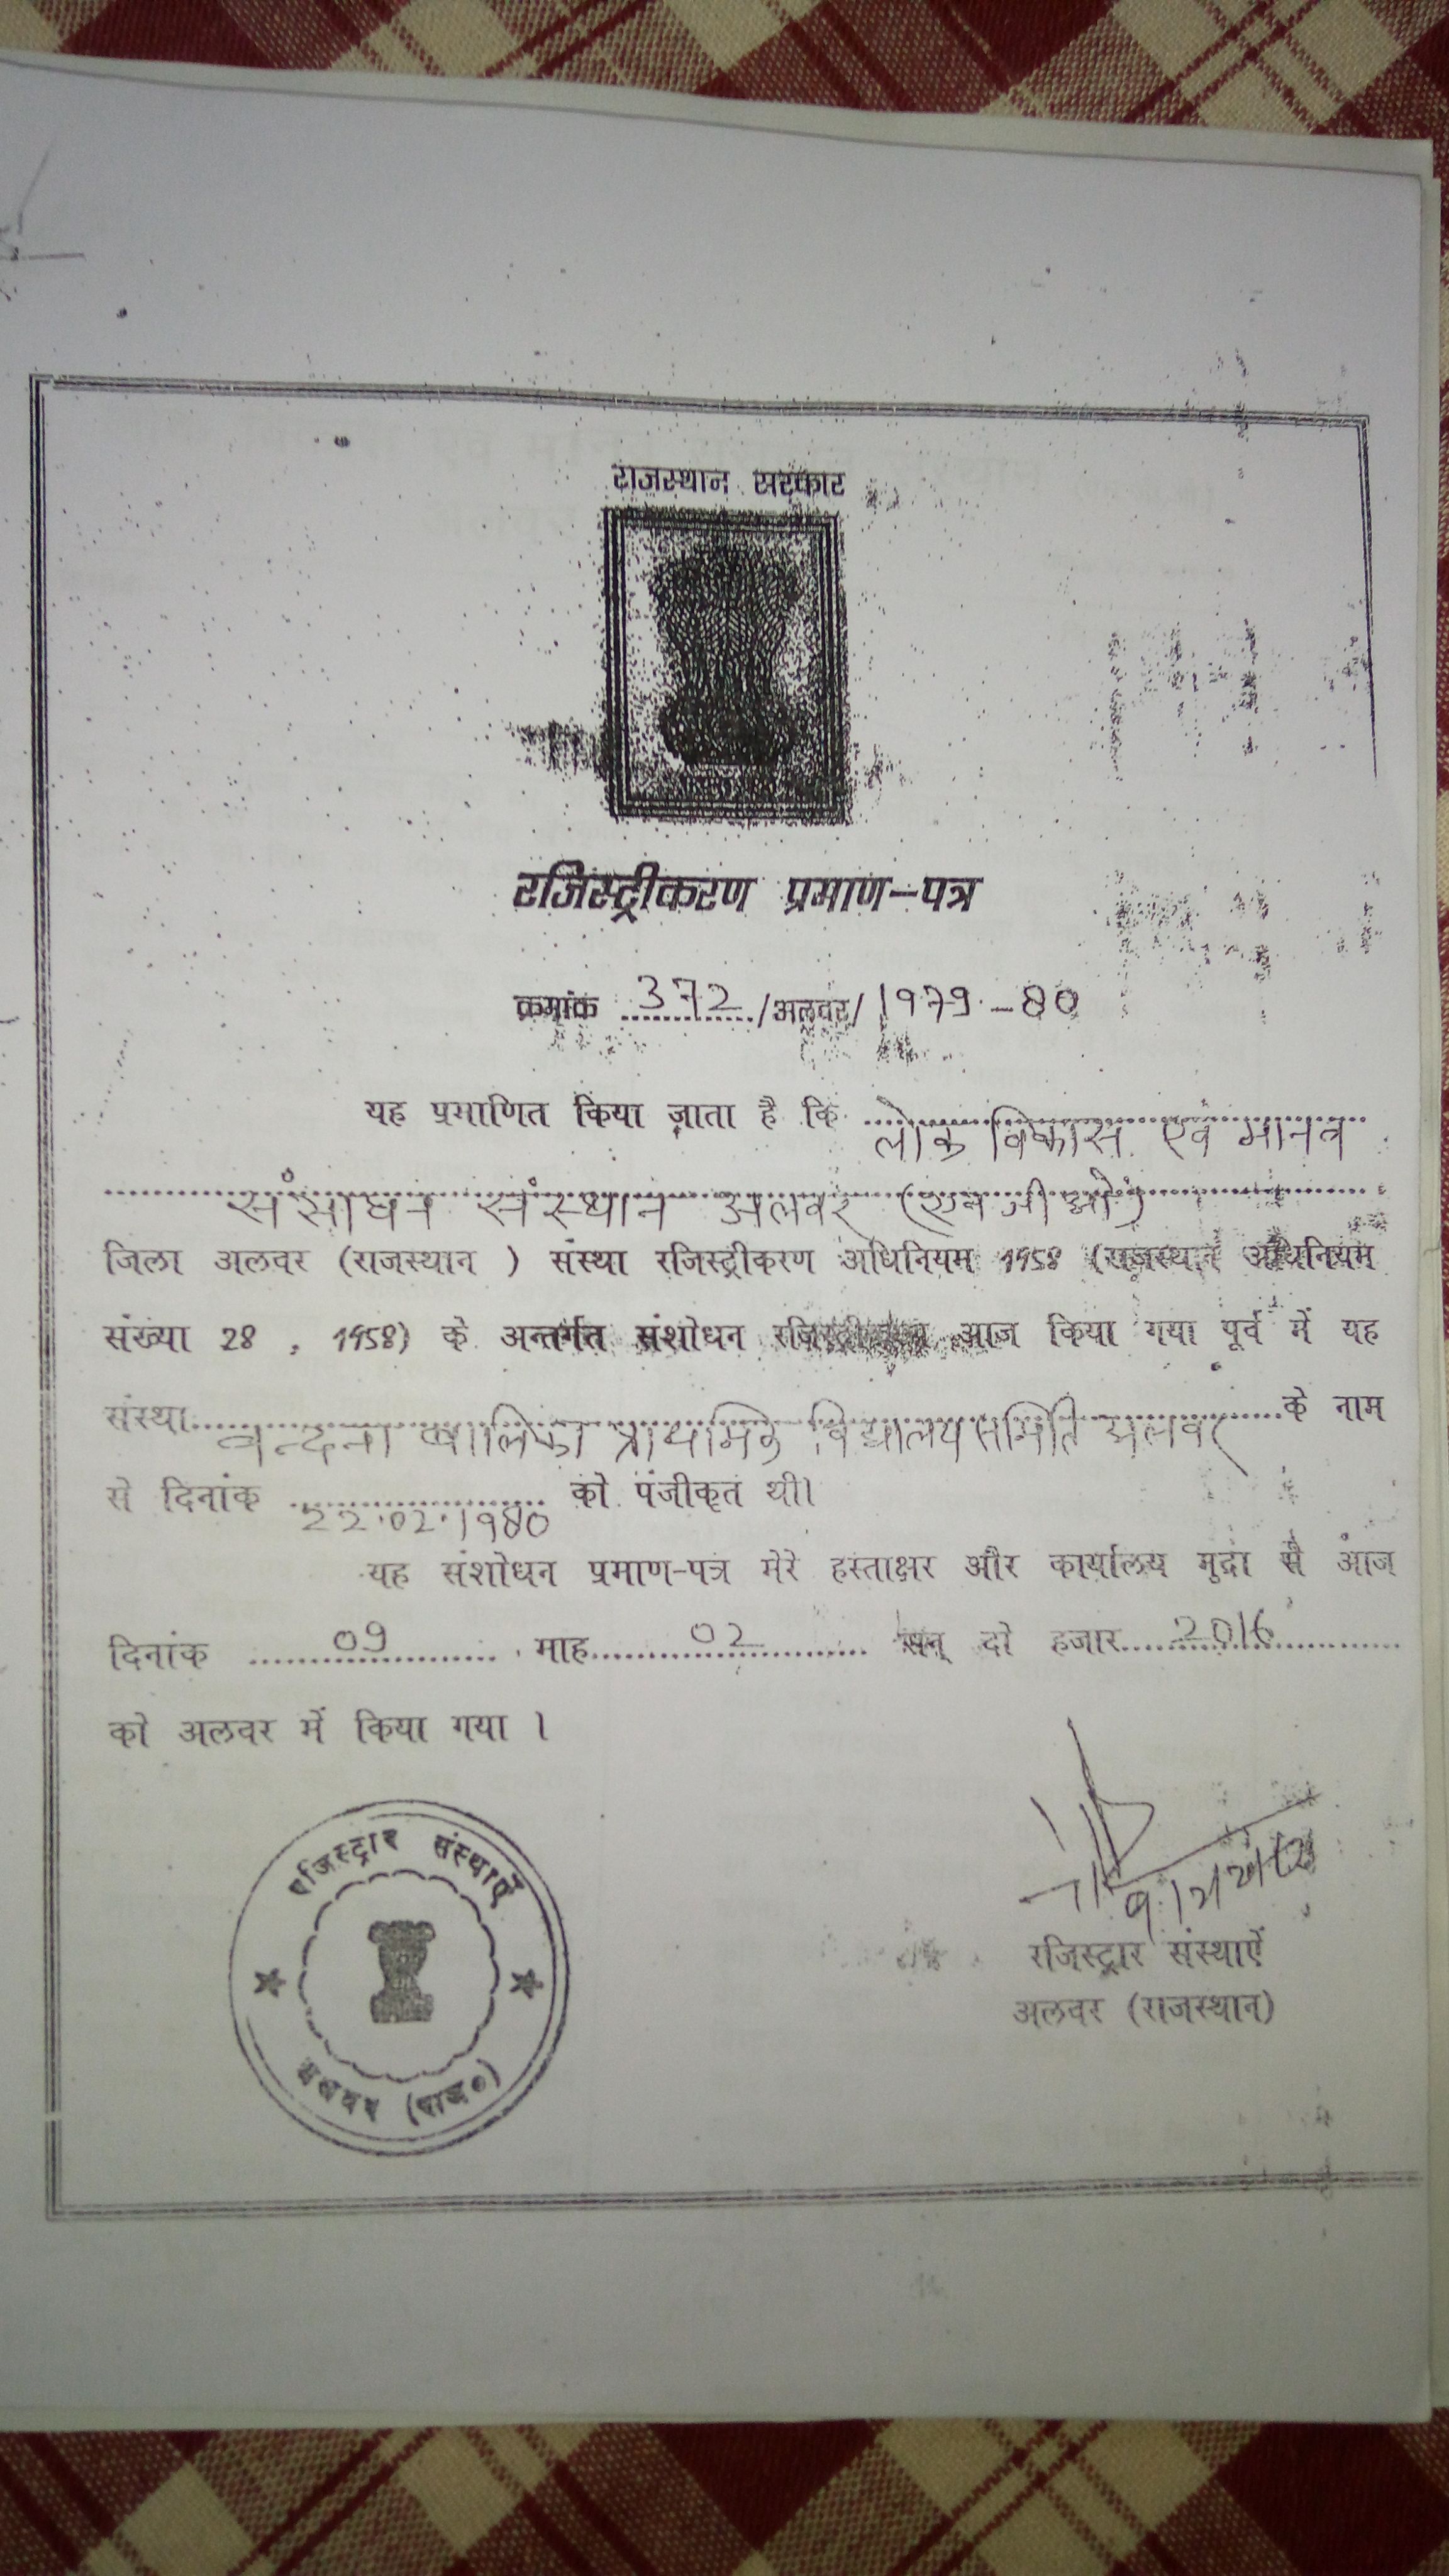 राजस्थान सरकार
रजिस्ट्रीकरण प्रमाण-पत्र
क्रमांक 372 /अलवर/ 1979-80
यह प्रमाणित किया जाता है कि लोक विकास एवं मानव
संसाधन संस्थान अलवर (एन जी ओ)
जिला अलवर (राजस्थान ) संस्था रजिस्ट्रीकरण अधिनियम 1958 (राजस्थान अधिनियम
संख्या 28 , 1958) के अन्तर्गत संशोधन आज किया गया पूर्व में यह
संस्था वन्दना बालिका प्राथमिक विद्यालय समिति अलवर के नाम
से दिनांक 22.02.1980 को पंजीकृत थी।
यह संशोधन प्रमाण-पत्र मेरे हस्ताक्षर और कार्यालय मुद्रा से आज
दिनांक 09 माह 02 सन् दो हजार 2016
को अलवर में किया गया ।
रजिस्ट्रार संस्थाऐं
अलवर (राज०)
रजिस्ट्रार संस्थाऐं
अलवर (राजस्थान)